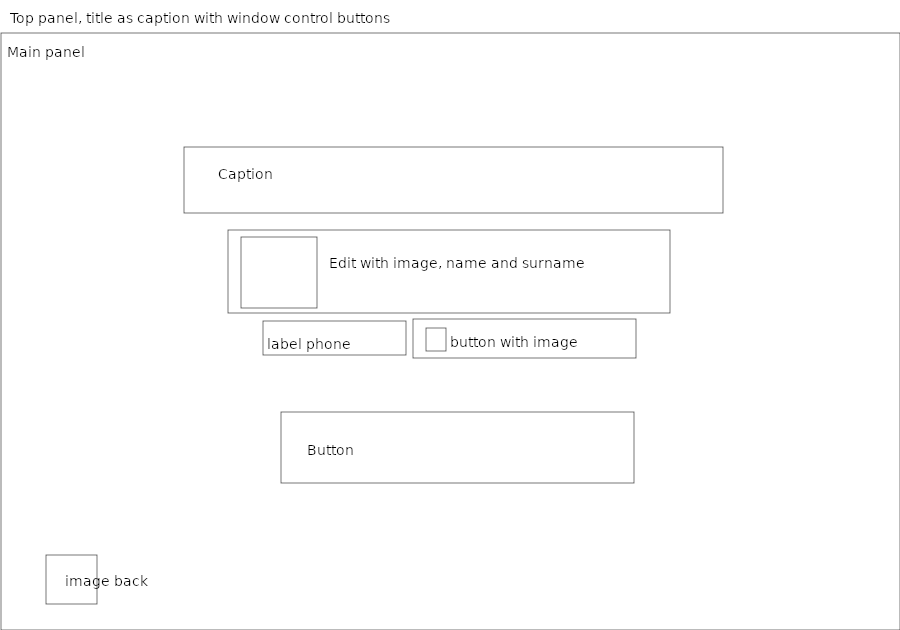 Top panel, title as caption with window control buttons
Main panel
Caption
Edit with image, name and surname
label phone
button with image
Button
image back